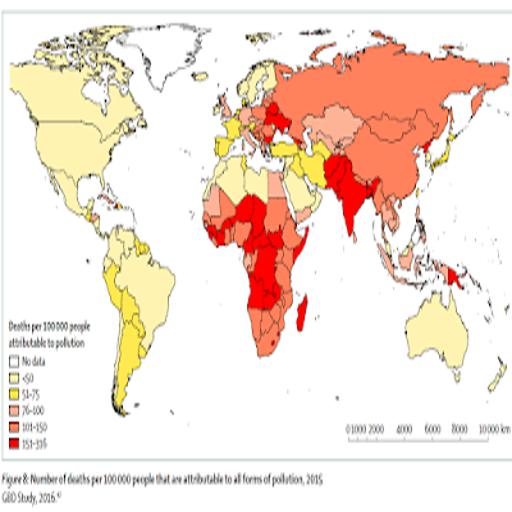 Deaths per 100 000 people
attributable to pollution
No data
<50
51–75
76–100
101–150
151–316
0 1000 2000 4000 6000 8000 10 000 km
Figure 8: Number of deaths per 100 000 people that are attributable to all forms of pollution, 2015
GBD Study, 2016.